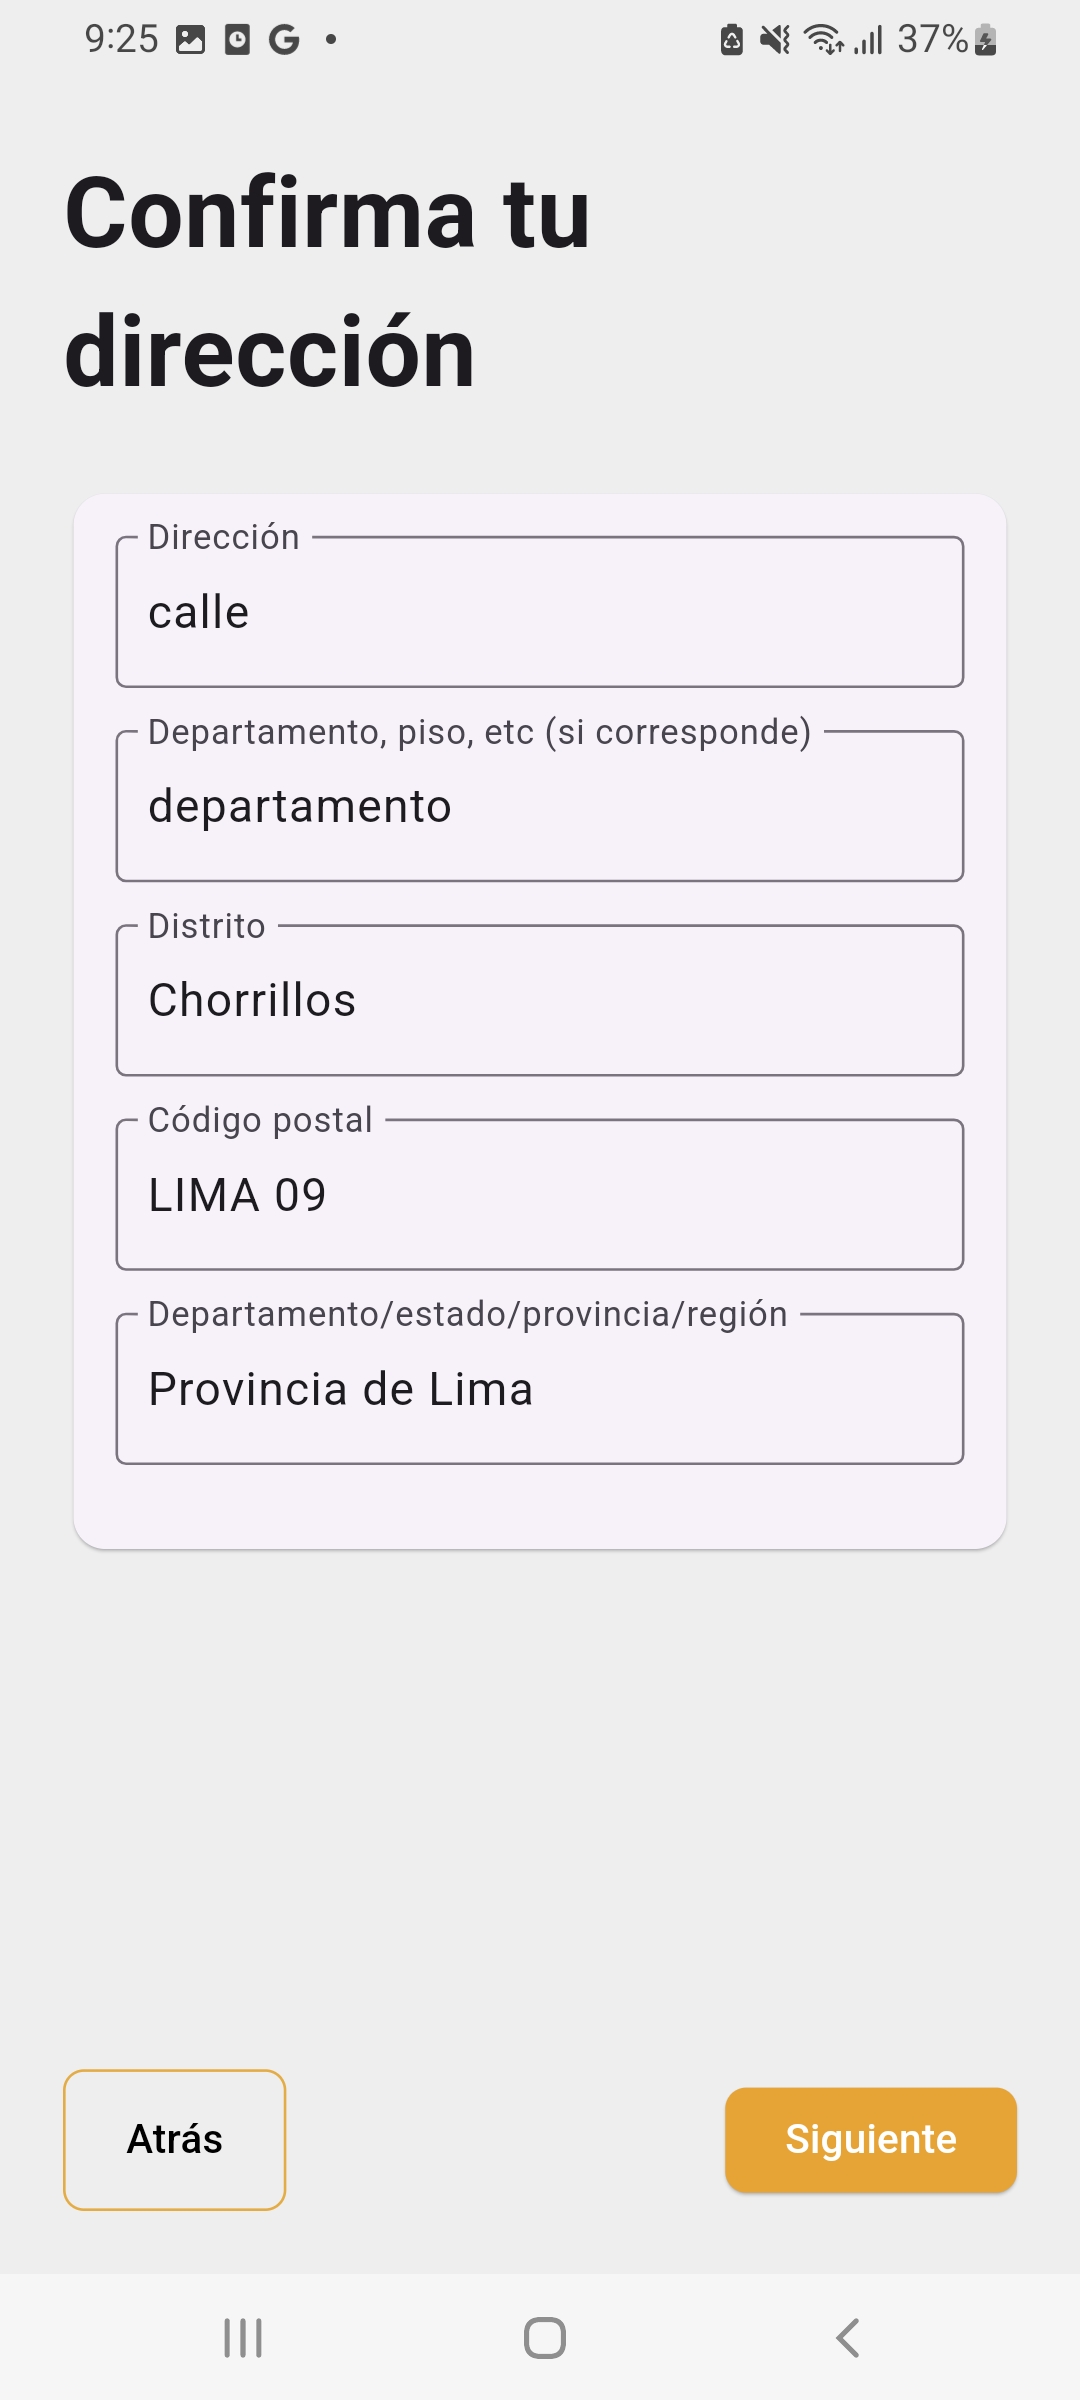 9:25
37%
Confirma tu
dirección
Dirección
calle
Departamento, piso, etc (si corresponde)
departamento
Distrito
Chorrillos
Código postal
LIMA 09
Departamento/estado/provincia/región
Provincia de Lima
Atrás
Siguiente